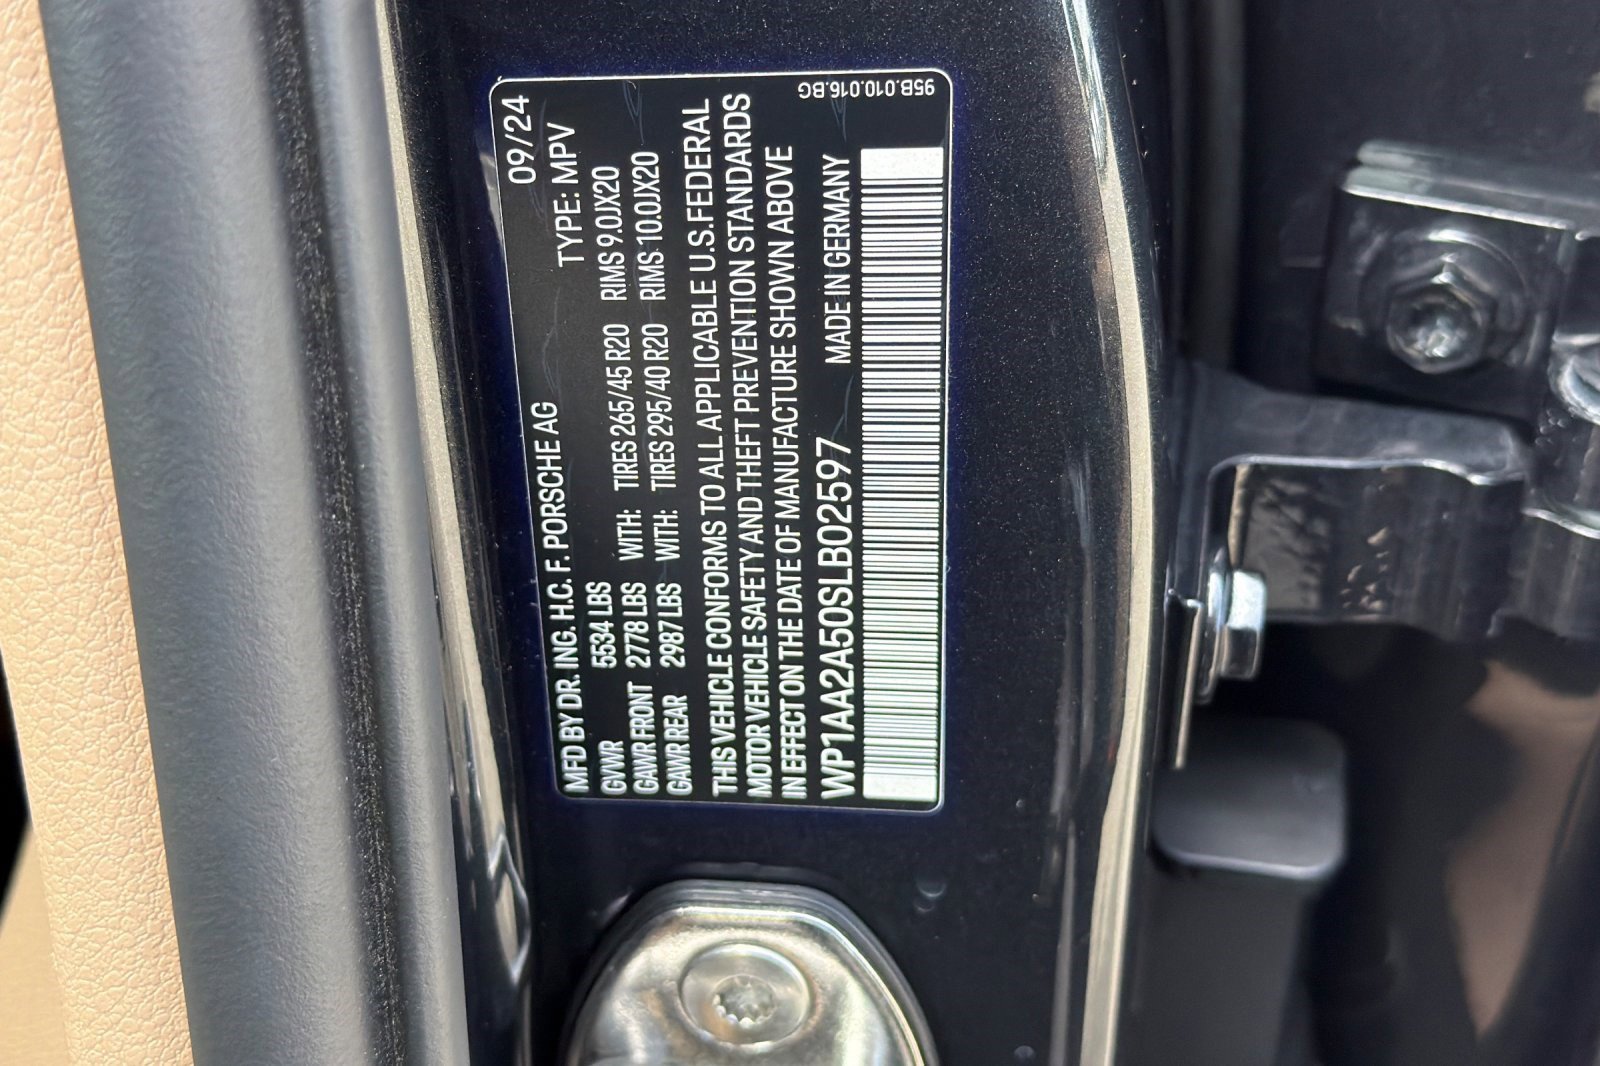 09/24
MFD BY DR. ING. H.C. F. PORSCHE AG TYPE: MPV
GVWR 5534 LBS WITH: TIRES 265/45 R20 RIMS 9.0JX20
GAWR FRONT 2778 LBS WITH: TIRES 295/40 R20 RIMS: 10.0JX20
GAWR REAR 2987 LBS
THIS VEHICLE CONFORMS TO ALL APPLICABLE U.S. FEDERAL
MOTOR VEHICLE SAFETY AND THEFT PREVENTION STANDARDS
IN EFFECT ON THE DATE OF MANUFACTURE SHOWN ABOVE
WP1AA2A50SLB02597 MADE IN GERMANY
95B.010.016.BG